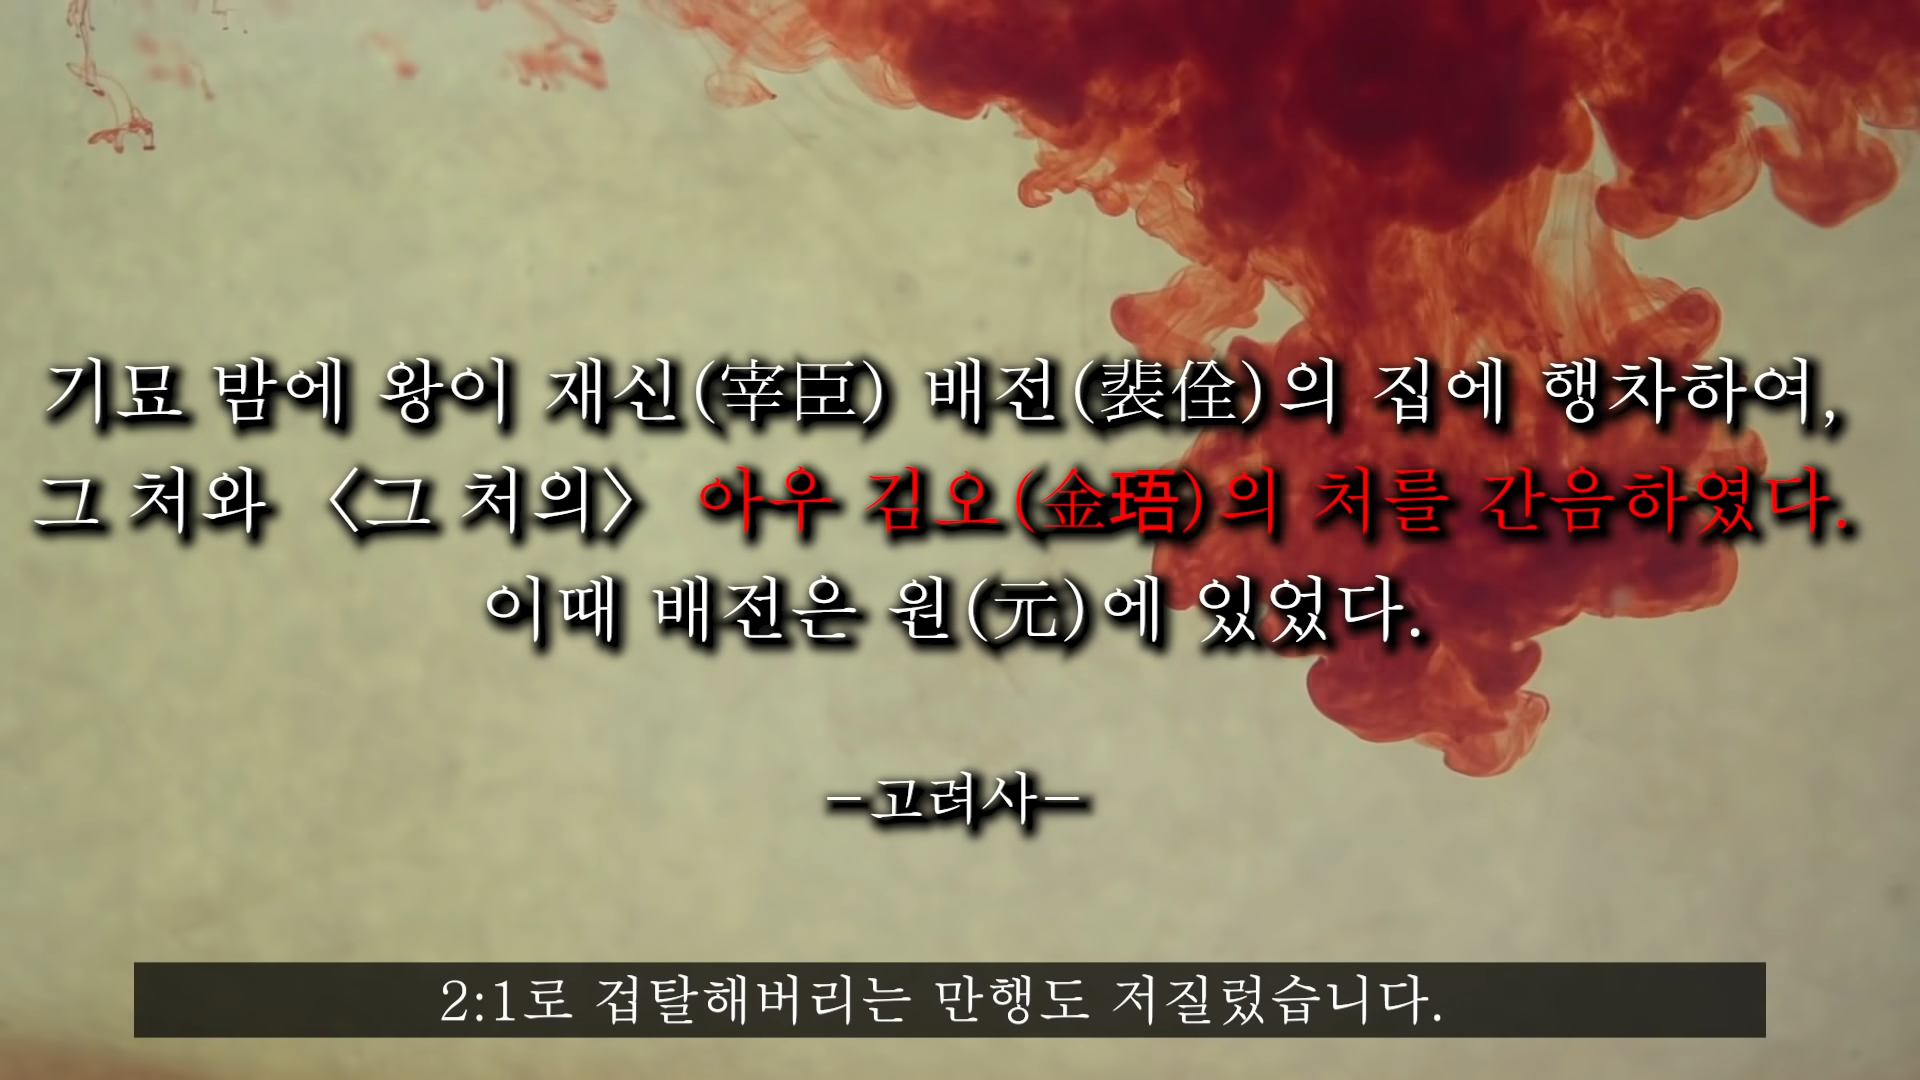 기묘 밤에 왕이 재신(宰臣) 배전(裴佺)의 집에 행차하여,
그 처와 〈그 처의〉 아우 김오(金珸)의 처를 간음하였다.
이때 배전은 원(元)에 있었다.
-고려사-
2:1로 겁탈해버리는 만행도 저질렀습니다.